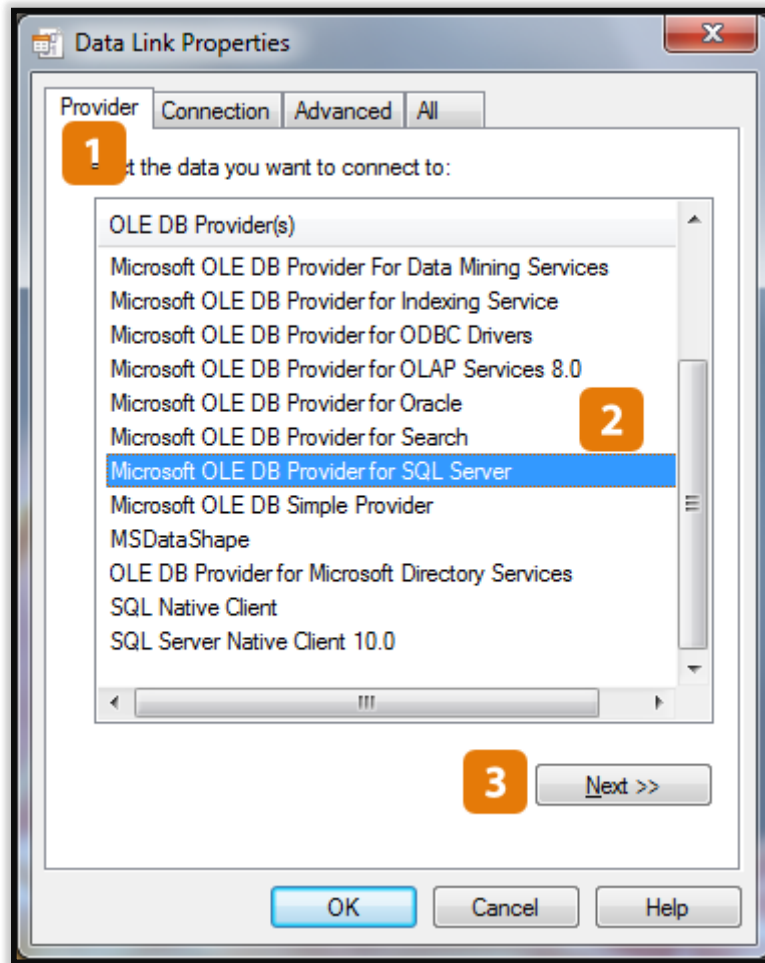 Data Link Properties
X
Provider Connection Advanced All
1
ct the data you want to connect to:
OLE DB Provider(s)
Microsoft OLE DB Provider For Data Mining Services
Microsoft OLE DB Provider for Indexing Service
Microsoft OLE DB Provider for ODBC Drivers
Microsoft OLE DB Provider for OLAP Services 8.0
Microsoft OLE DB Provider for Oracle
2
Microsoft OLE DB Provider for Search
Microsoft OLE DB Provider for SQL Server
Microsoft OLE DB Simple Provider
MSDataShape
OLE DB Provider for Microsoft Directory Services
SQL Native Client
SQL Server Native Client 10.0
3 Next >>
OK Cancel Help